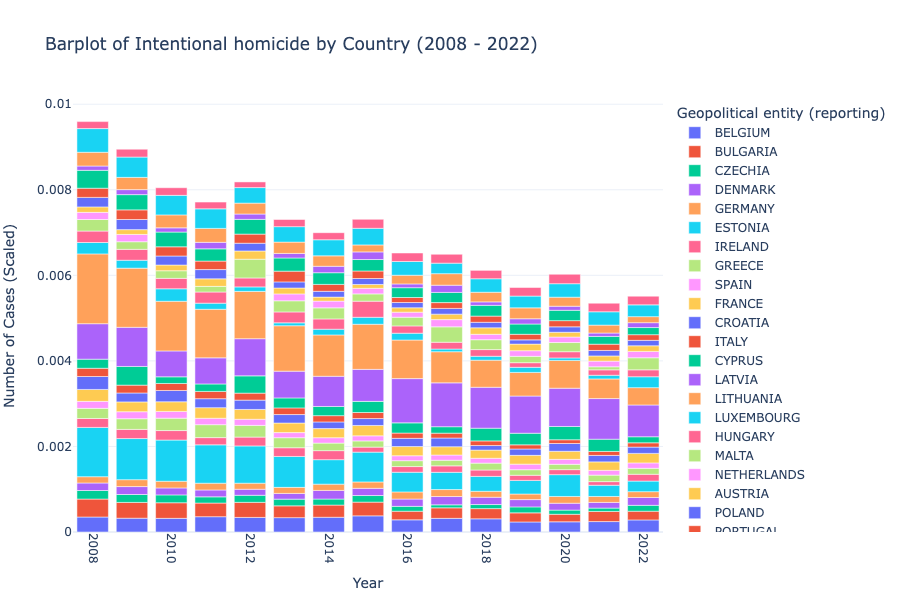 Barplot of Intentional homicide by Country (2008 - 2022)
Number of Cases (Scaled)
0.01
0.008
0.006
0.004
0.002
0
2008
2010
2012
2014
2016
2018
2020
2022
Year
Geopolitical entity (reporting)
BELGIUM
BULGARIA
CZECHIA
DENMARK
GERMANY
ESTONIA
IRELAND
GREECE
SPAIN
FRANCE
CROATIA
ITALY
CYPRUS
LATVIA
LITHUANIA
LUXEMBOURG
HUNGARY
MALTA
NETHERLANDS
AUSTRIA
POLAND
PORTUGAL